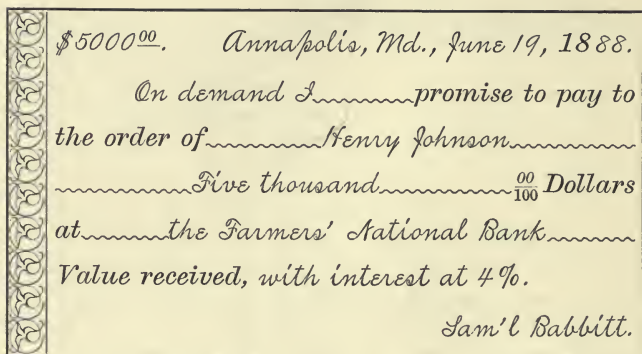 $5000 00. Annapolis, Md., June 19, 1888.
On demand I promise to pay to
the order of Henry Johnson
Five thousand 00/100 Dollars
at the Farmers' National Bank
Value received, with interest at 4%.
Sam'l Babbitt.